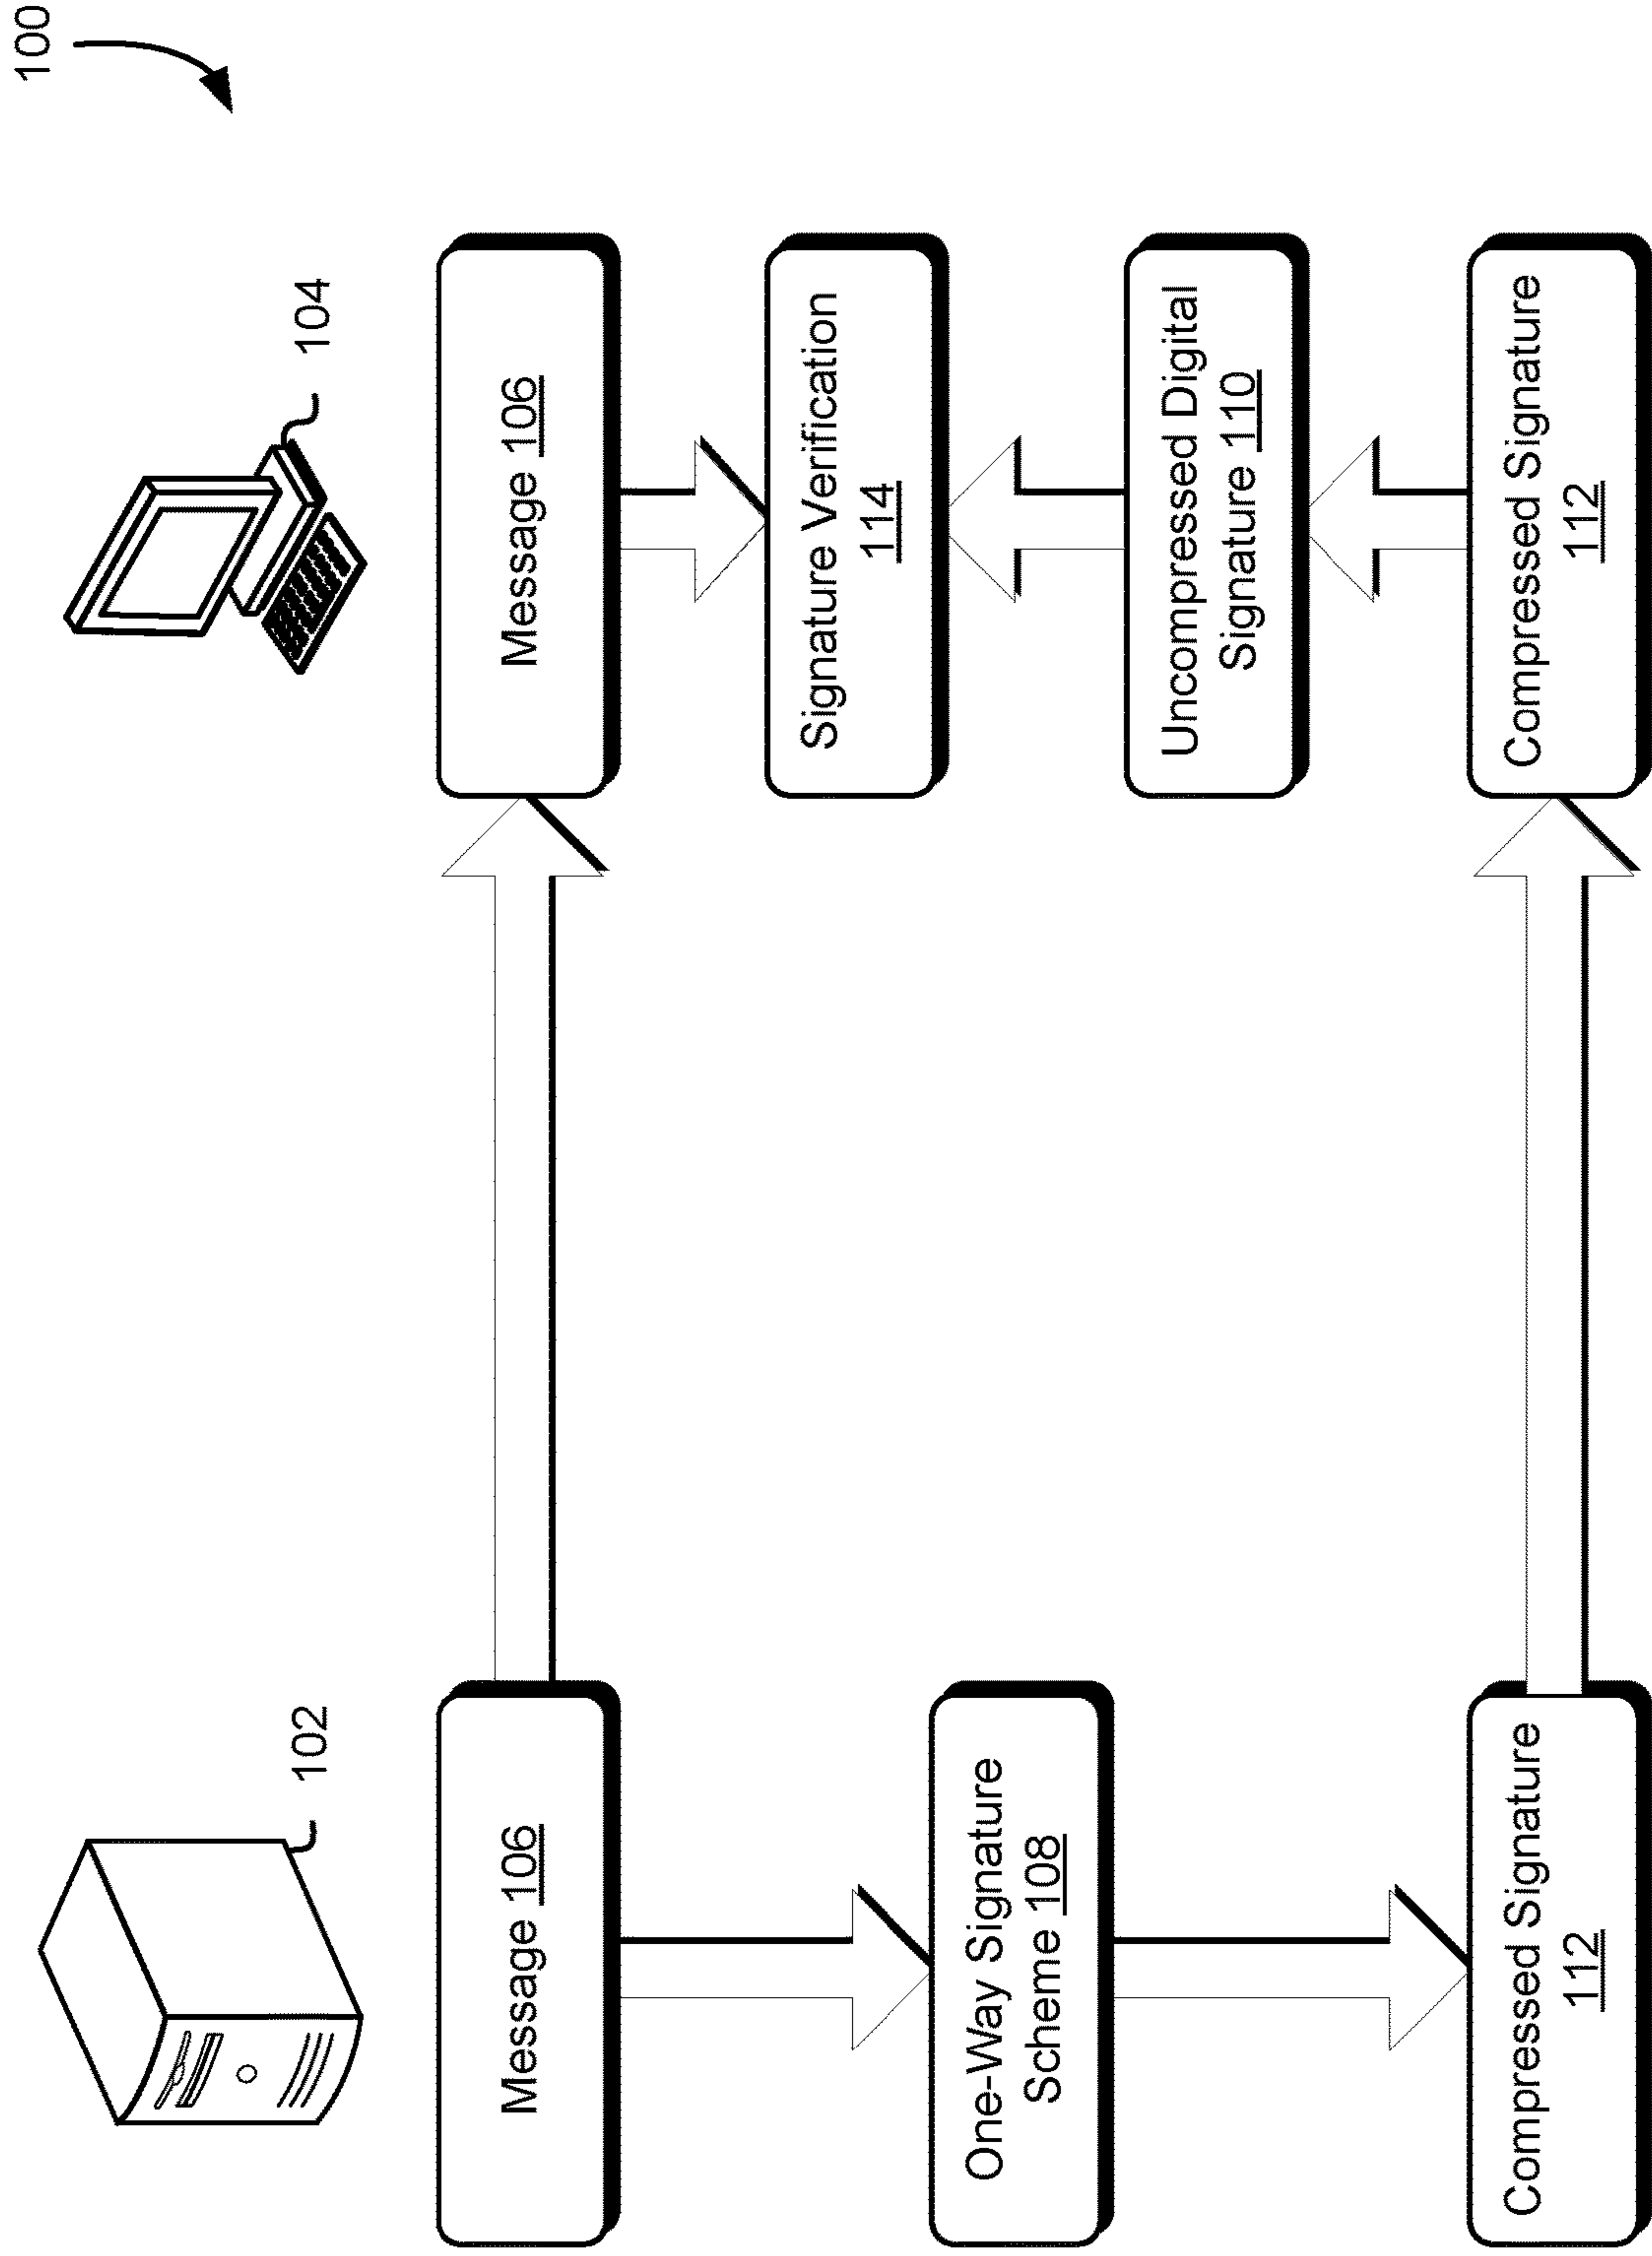 100
102
104
Message 106
Message 106
One-Way Signature
Scheme 108
Signature Verification
114
Uncompressed Digital
Signature 110
Compressed Signature
112
Compressed Signature
112